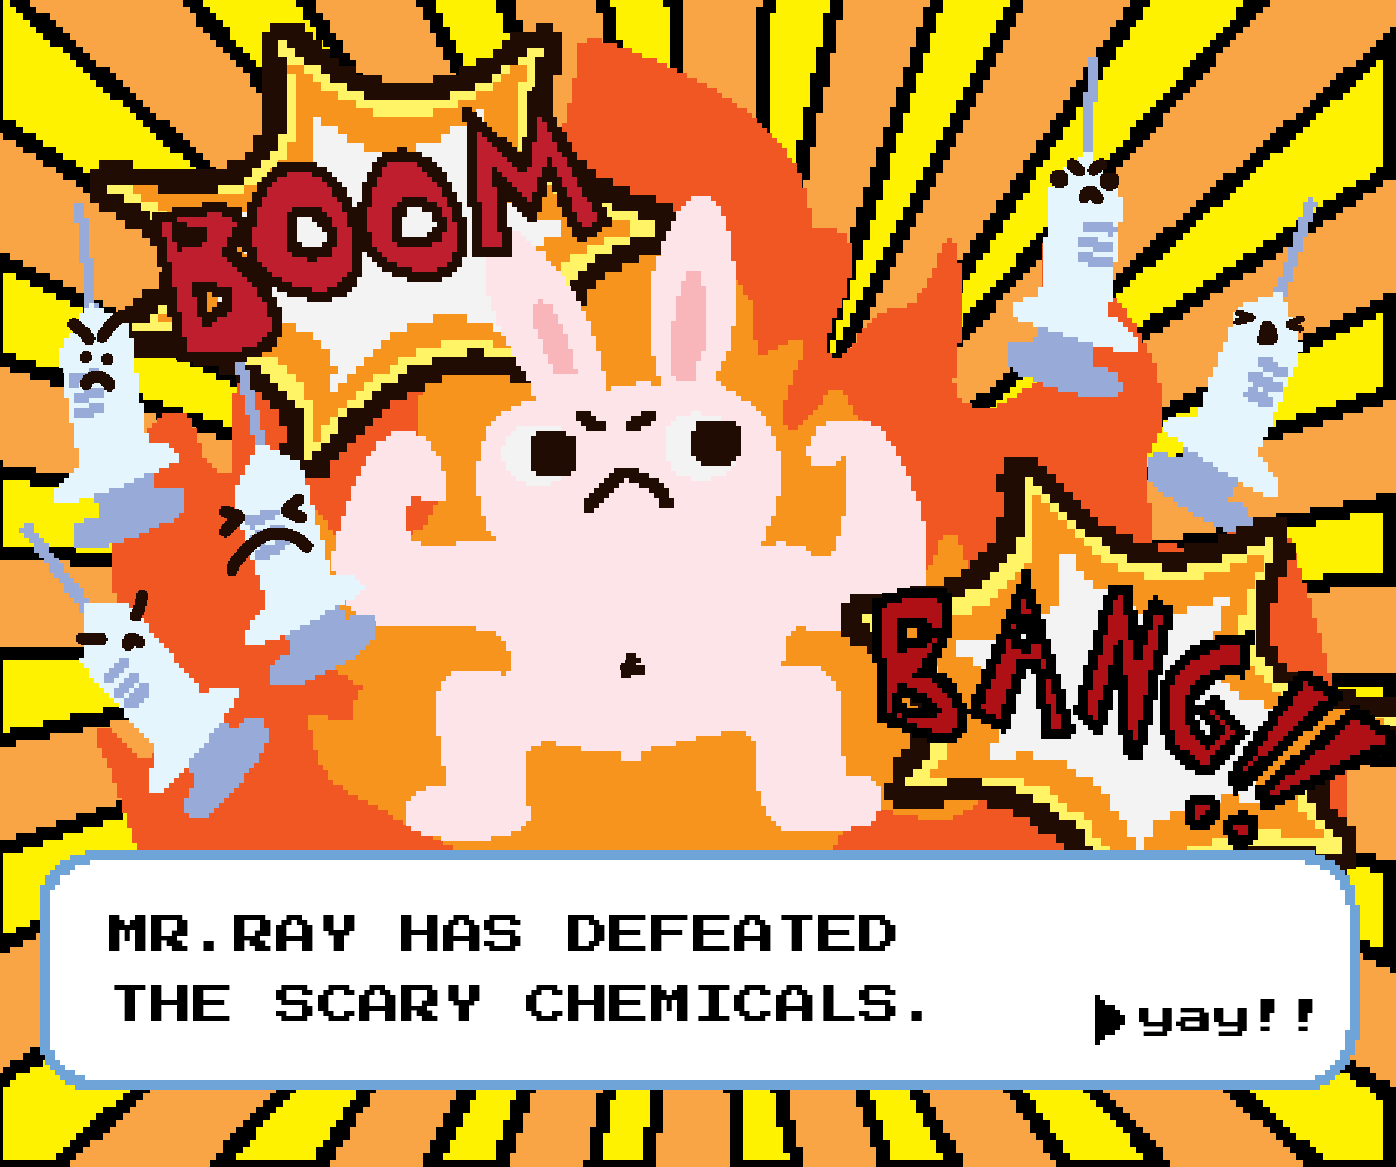 BOOM
BANG!!
MR.RAY HAS DEFEATED
THE SCARY CHEMICALS.
yay!!